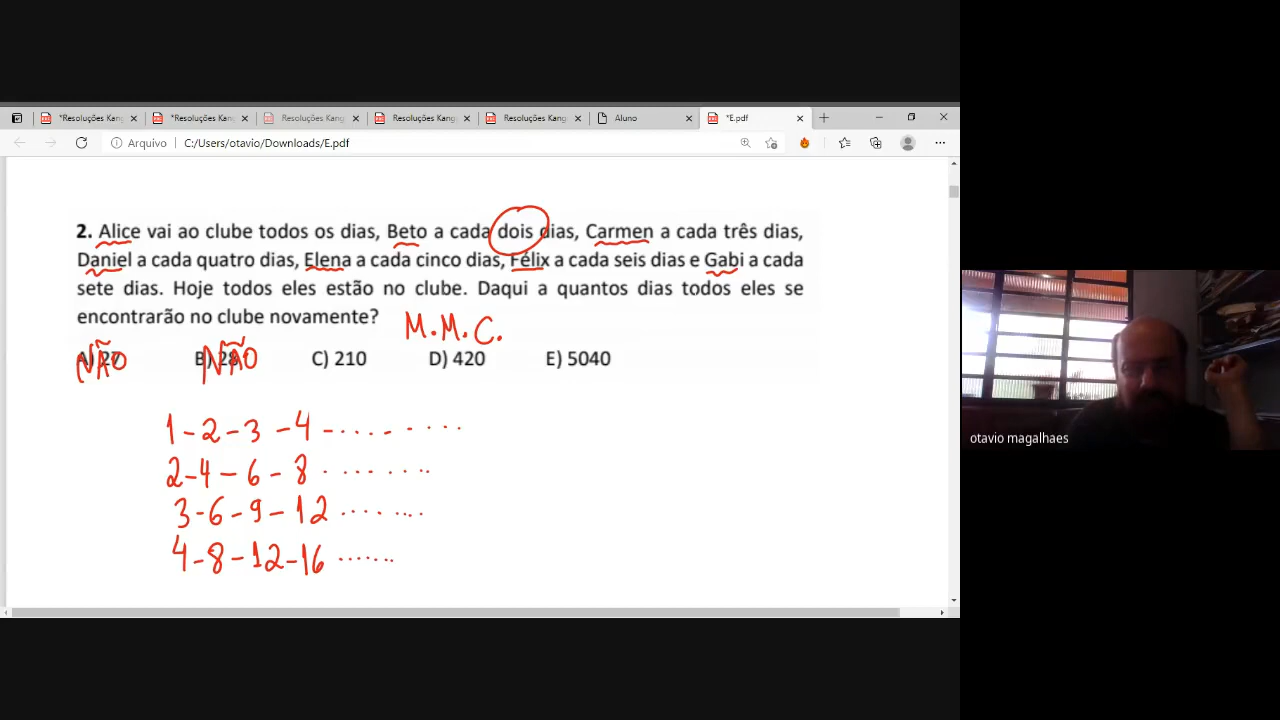 *Resoluções Kang
*Resoluções Kang
Resoluções Kang
Resoluções Kang
Resoluções Kang
Aluno
*E.pdf
Arquivo
C:/Users/otavio/Downloads/E.pdf
2. Alice vai ao clube todos os dias, Beto a cada dois dias, Carmen a cada três dias,
Daniel a cada quatro dias, Elena a cada cinco dias, Félix a cada seis dias e Gabi a cada
sete dias. Hoje todos eles estão no clube. Daqui a quantos dias todos eles se
encontrarão no clube novamente?
M.M.C.
NÃO NÃO C) 210 D) 420 E) 5040
1-2-3-4-..........
2-4-6-8........
3-6-9-12........
4-8-12-16.......
otavio magalhaes